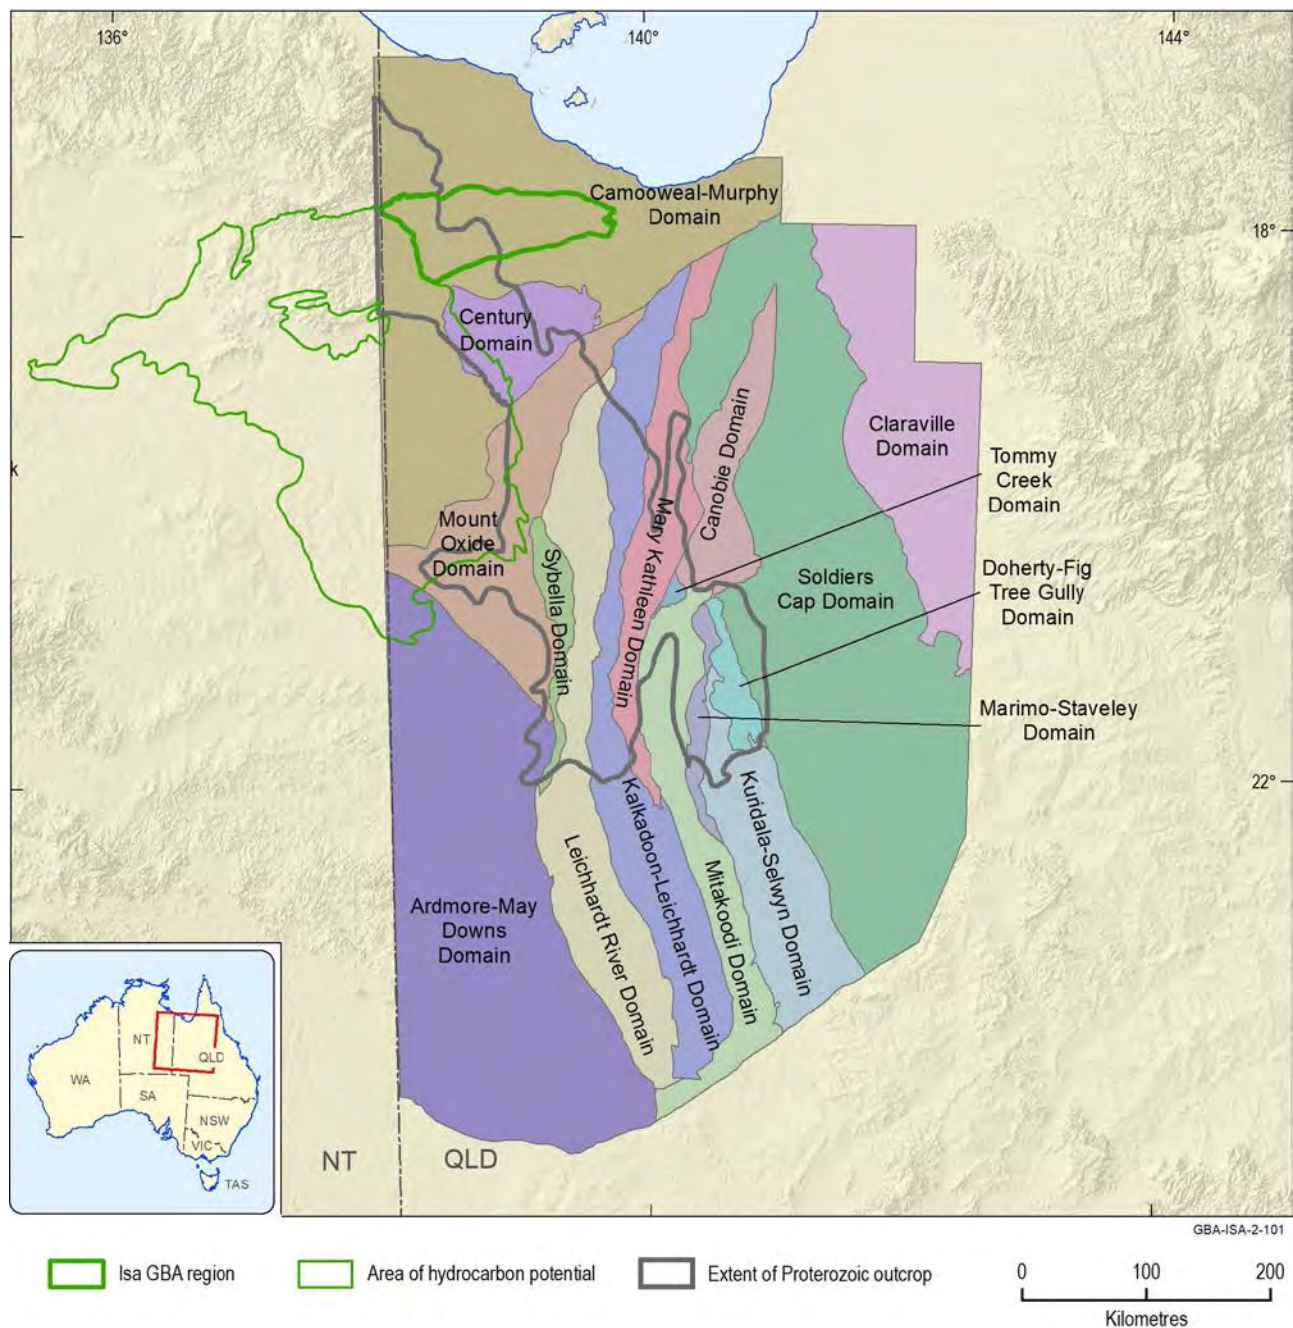 136°
140°
144°
Camooweal-Murphy
Domain
18°
Century
Domain
Claraville
Domain
Canobie Domain
Tommy
Creek
Domain
k
Mount
Oxide
Domain
Mary Kathleen Domain
Sybella Domain
Soldiers
Cap Domain
Doherty-Fig
Tree Gully
Domain
Marimo-Staveley
Domain
22°
Kuridala-Selwyn Domain
Kalkadoon-Leichhardt Domain
Leichhardt River Domain
Mitakoodi Domain
Ardmore-May
Downs
Domain
NT
QLD
WA
SA
NSW
VIC
TAS
NT
QLD
GBA-ISA-2-101
Isa GBA region
Area of hydrocarbon potential
Extent of Proterozoic outcrop
0
100
200
Kilometres